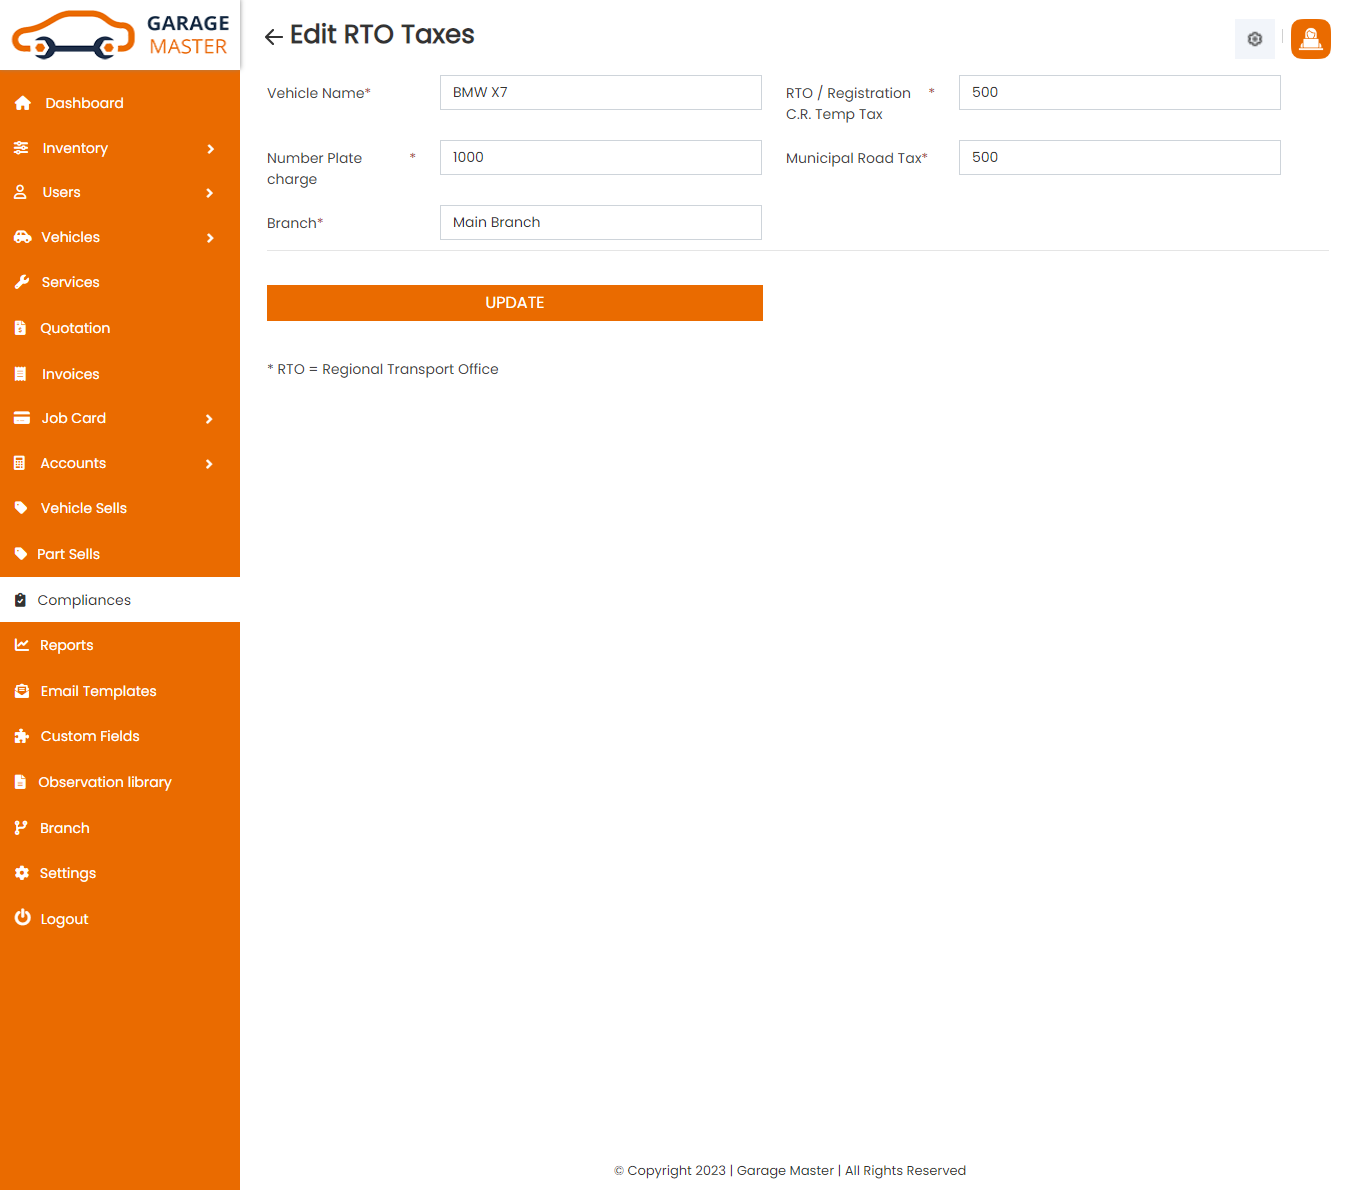 GARAGE
MASTER
Dashboard
Inventory
Users
Vehicles
Services
Quotation
Invoices
Job Card
Accounts
Vehicle Sells
Part Sells
Compliances
Reports
Email Templates
Custom Fields
Observation library
Branch
Settings
Logout
Edit RTO Taxes
Vehicle Name*
BMW X7
RTO / Registration *
C.R. Temp Tax
500
Number Plate *
charge
1000
Municipal Road Tax*
500
Branch*
Main Branch
UPDATE
* RTO = Regional Transport Office
© Copyright 2023 | Garage Master | All Rights Reserved